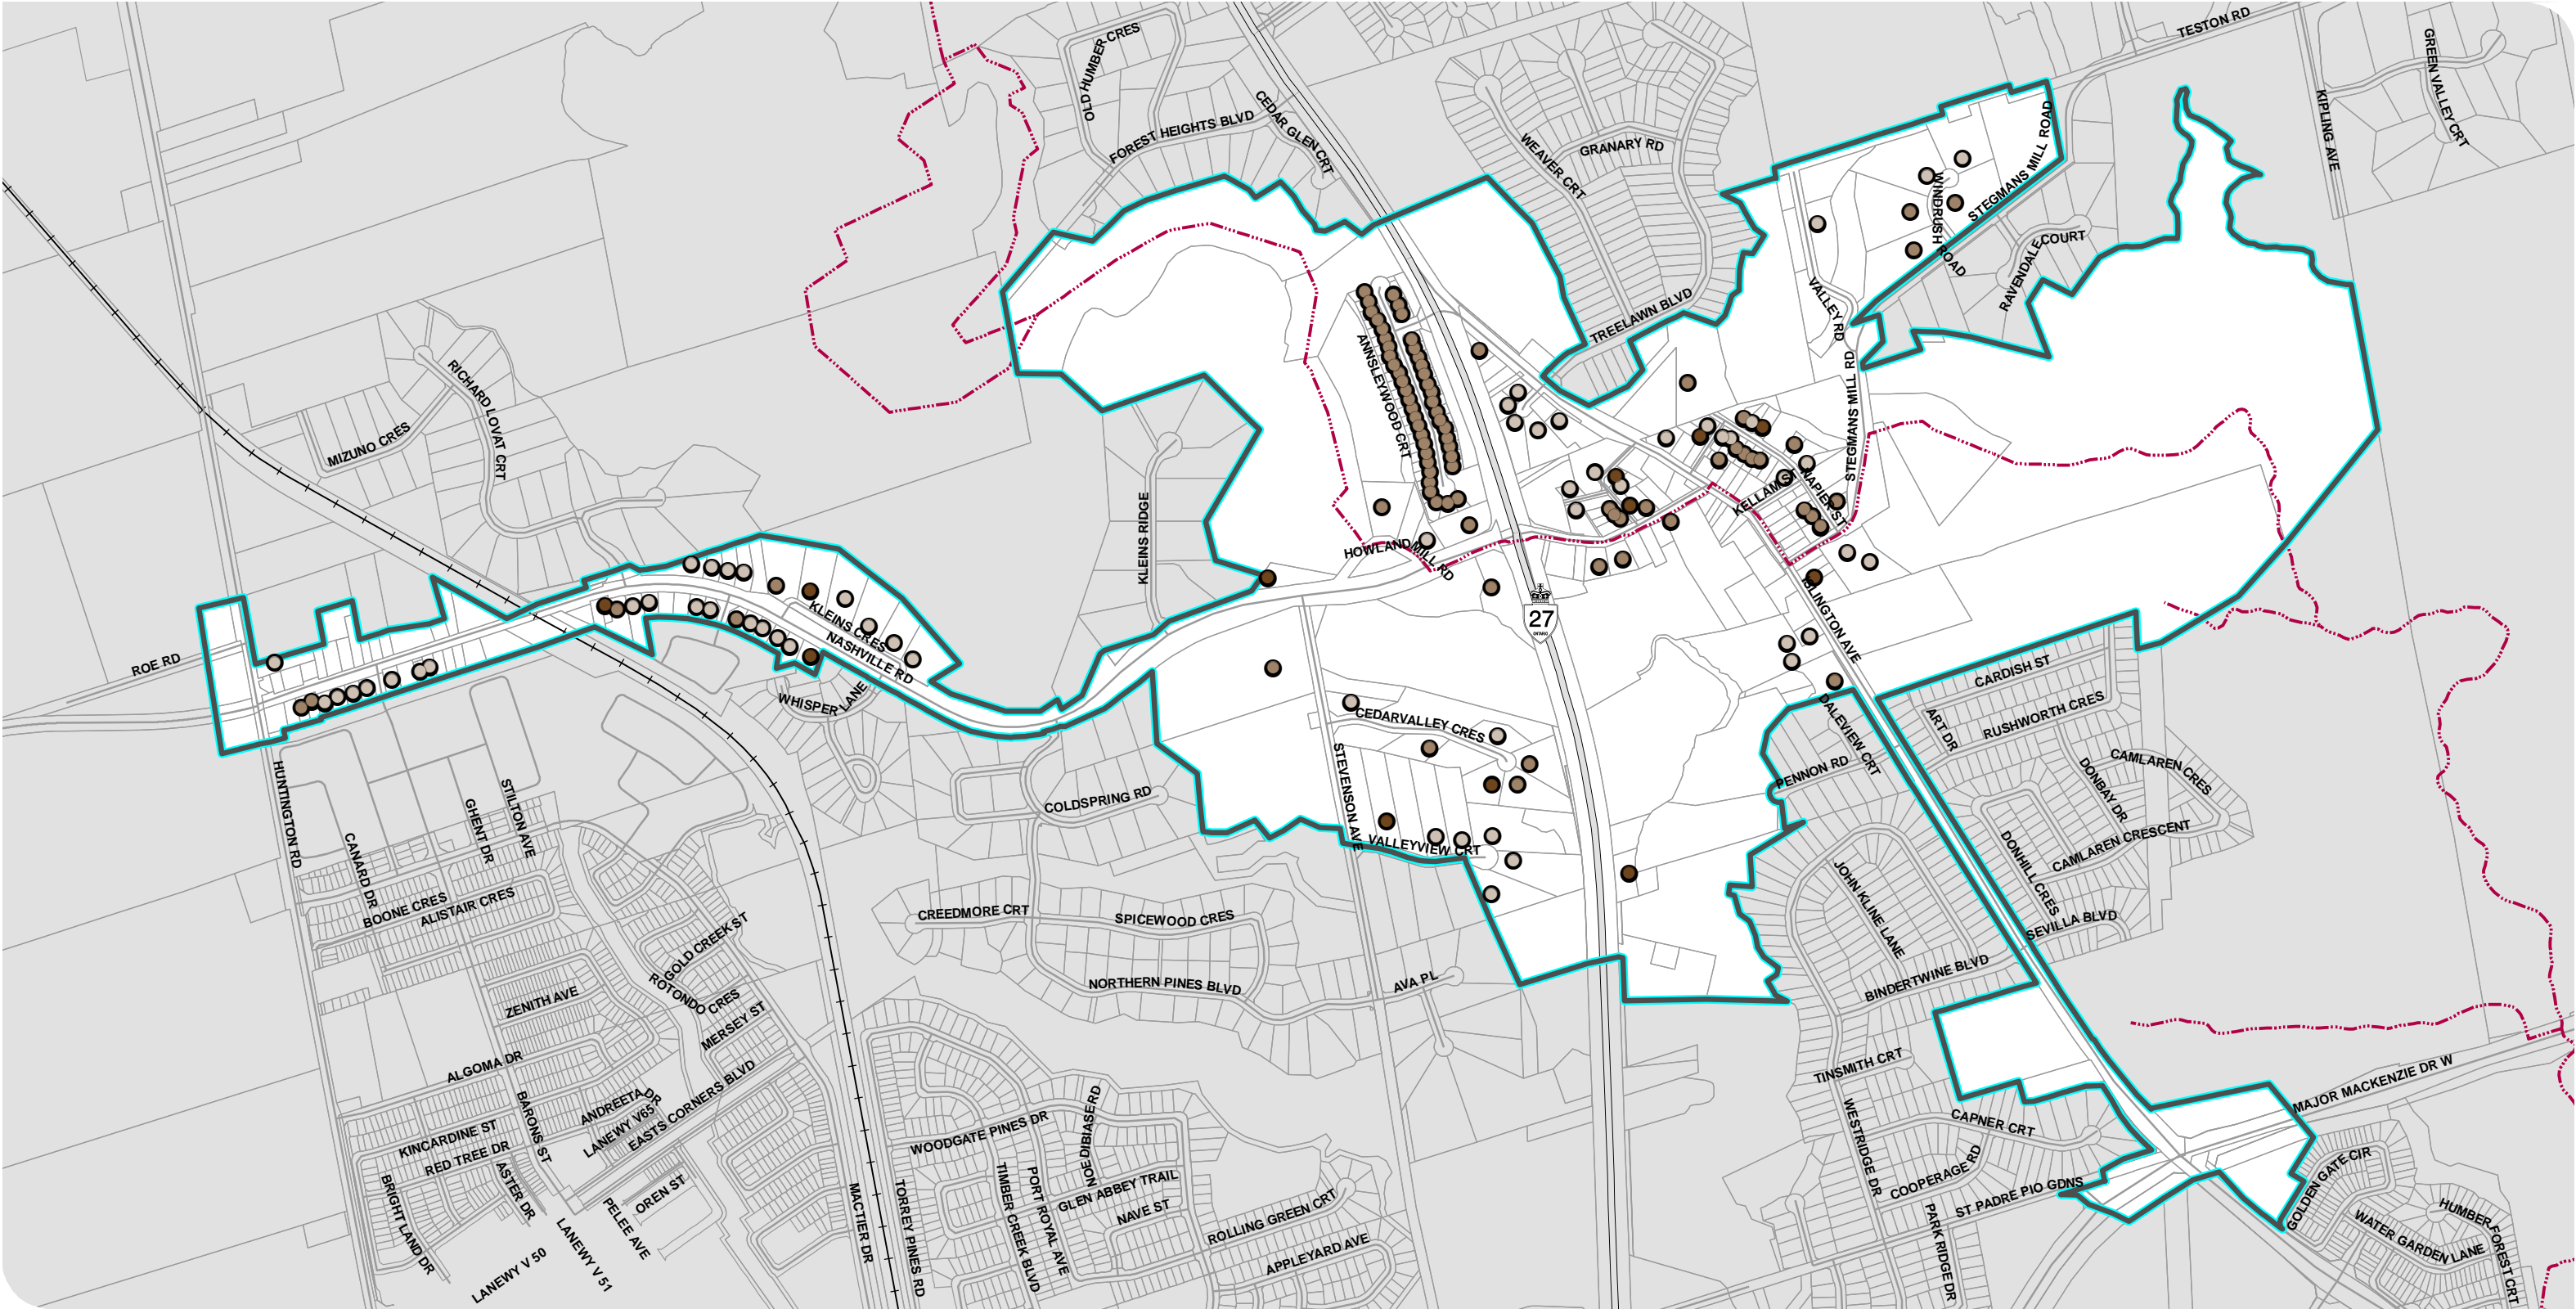 TESTON RD
GREEN VALLEY CRT
KIPLING AVE
OLD HUMBER CRES
CEDAR GLEN CRT
FOREST HEIGHTS BLVD
WEAVER CRT
GRANARY RD
STEGMANS MILL ROAD
WINDRUSH ROAD
RAVENDALE COURT
VALLEY RD
TREELAWN BLVD
STEGMANS MILL RD
ANNSLEYWOOD CRT
RICHARD LOVAT CRT
MIZUNO CRES
KLEINS RIDGE
KELLAM ST
NAPIER ST
HOWLAND MILL RD
ISLINGTON AVE
27
ONTARIO
KLEINS CRES
NASHVILLE RD
ROE RD
WHISPER LANE
CEDARVALLEY CRES
STEVENSON AVE
VALLEYVIEW CRT
DALEVIEW CRT
PENNON RD
CARDISH ST
ART DR
RUSHWORTH CRES
CAMLAREN CRES
DONBAY DR
CAMLAREN CRESCENT
DONHILL CRES
SEVILLA BLVD
COLDSPRING RD
HUNTINGTON RD
STILTON AVE
GHENT DR
CANARD DR
BOONE CRES
ALISTAIR CRES
JOHN KLINE LANE
BINDERTWINE BLVD
CREEDMORE CRT
SPICEWOOD CRES
NORTHERN PINES BLVD
AVA PL
GOLD CREEK ST
ROTONDO CRES
ZENITH AVE
MERSEY ST
ALGOMA DR
BARONS ST
ANDREETA DR
LANEWY V65
EASTS CORNERS BLVD
KINCARDINE ST
RED TREE DR
ASTER DR
BRIGHT LAND DR
OREN ST
PELEE AVE
LANEWY V 50
LANEWY V 51
MACTIER DR
TORREY PINES RD
WOODGATE PINES DR
JOE DIBIASE RD
NO
TIMBER CREEK BLVD
PORT ROYAL AVE
GLEN ABBEY TRAIL
NAVE ST
ROLLING GREEN CRT
APPLEYARD AVE
TINSMITH CRT
WESTRIDGE DR
CAPNER CRT
COOPERAGE RD
ST PADRE PIO GDNS
PARK RIDGE DR
MAJOR MACKENZIE DR W
GOLDEN GATE CIR
WATER GARDEN LANE
HUMBER FOREST CRT